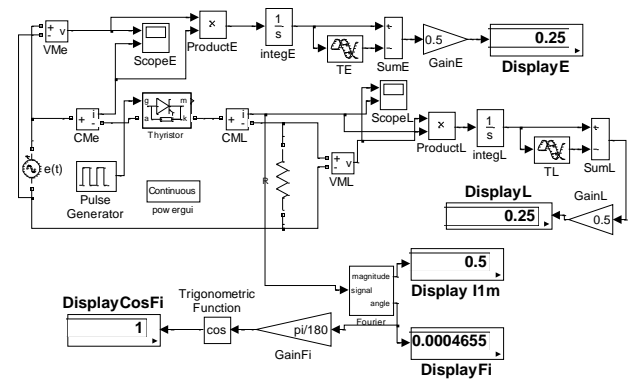 +
-
v
VMe
ScopeE
×
ProductE
1
s
integE
TE
+
-
SumE
0.5
GainE
0.25
DisplayE
+
i
-
CMe
g
m
a
k
Thyristor
+
i
-
CML
ScopeL
×
ProductL
1
s
integL
TL
SumL
e(t)
Pulse
Generator
Continuous
powergui
R
+
-
v
VML
DisplayL
0.25
GainL
0.5
magnitude
signal
angle
Fourier
0.5
Display I1m
0.0004655
DisplayFi
DisplayCosFi
1
Trigonometric
Function
cos
pi/180
GainFi